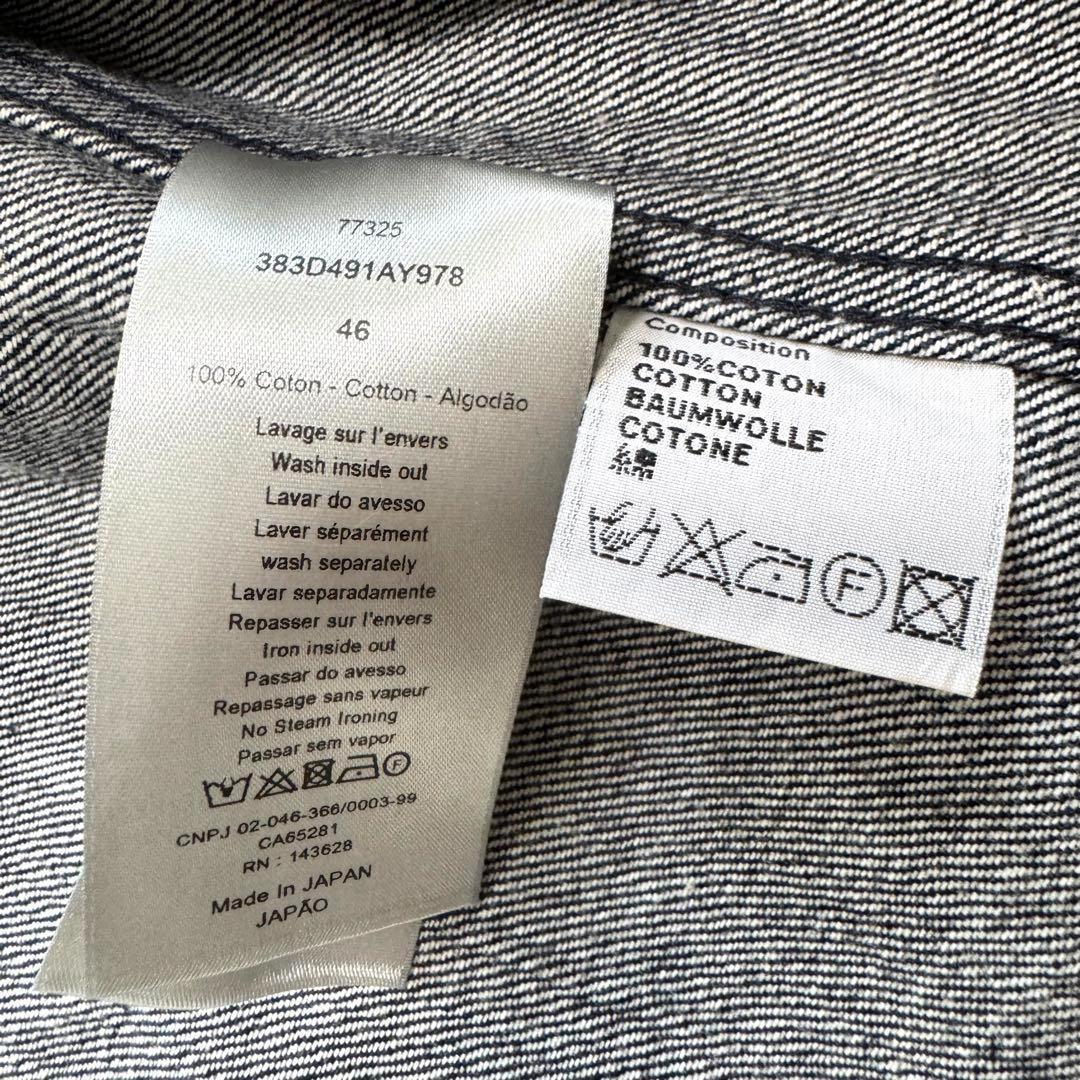 77325
383D491AY978
46
100% Coton - Cotton - Algodão
Lavage sur l'envers
Wash inside out
Lavar do avesso
Laver séparément
wash separately
Lavar separadamente
Repasser sur l'envers
Iron inside out
Passar do avesso
Repassage sans vapeur
No Steam Ironing
Passar sem vapor
F
CNPJ 02-046-366/0003-99
CA65281
RN : 143628
Made In JAPAN
JAPÃO
Composition
100%COTON
COTTON
BAUMWOLLE
COTONE
綿
F